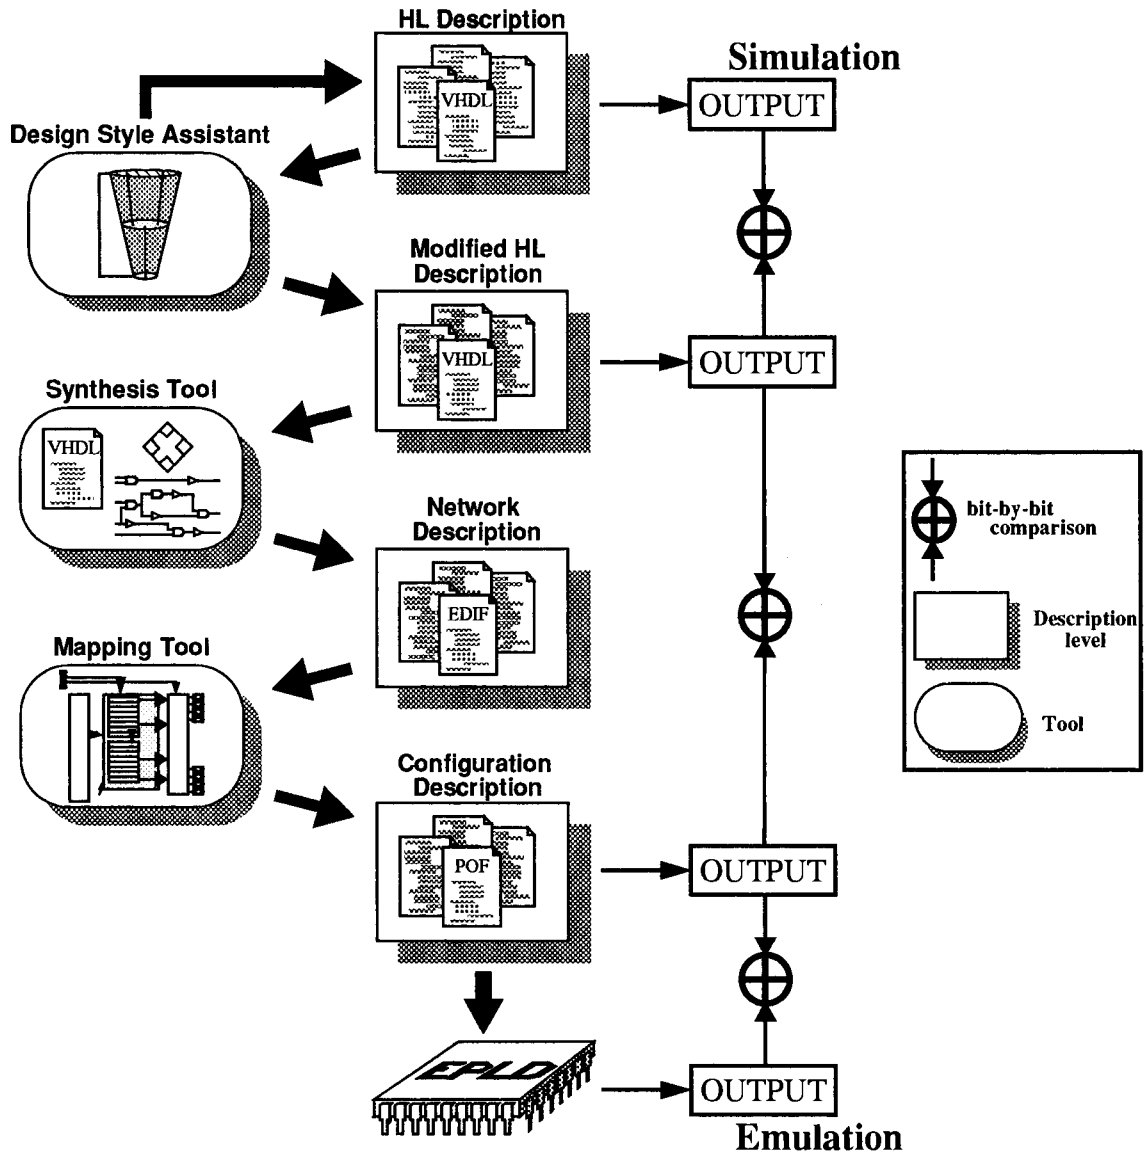 HL Description
VHDL
Simulation
OUTPUT
Design Style Assistant
Modified HL
Description
VHDL
OUTPUT
Synthesis Tool
VHDL
Network
Description
EDIF
bit-by-bit
comparison
Description
level
Tool
Mapping Tool
Configuration
Description
POF
OUTPUT
EPLD
OUTPUT
Emulation